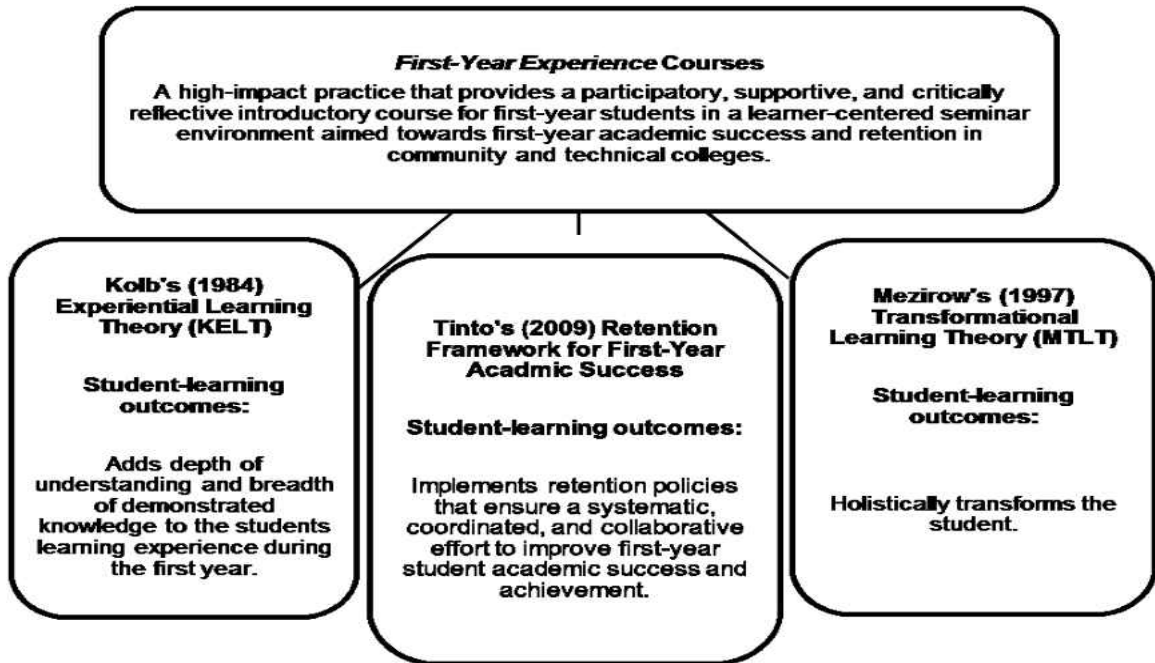 First-Year Experience Courses
A high-impact practice that provides a participatory, supportive, and critically
reflective introductory course for first-year students in a learner-centered seminar
environment aimed towards first-year academic success and retention in
community and technical colleges.
Kolb's (1984)
Experiential Learning
Theory (KELT)
Student-learning
outcomes:
Adds depth of
understanding and breadth
of demonstrated
knowledge to the students
learning experience during
the first year.
Tinto's (2009) Retention
Framework for First-Year
Acadmic Success
Student-learning outcomes:
Implements retention policies
that ensure a systematic,
coordinated, and collaborative
effort to improve first-year
student academic success and
achievement.
Mezirow's (1997)
Transformational
Learning Theory (MTLT)
Student-learning
outcomes:
Holistically transforms the
student.